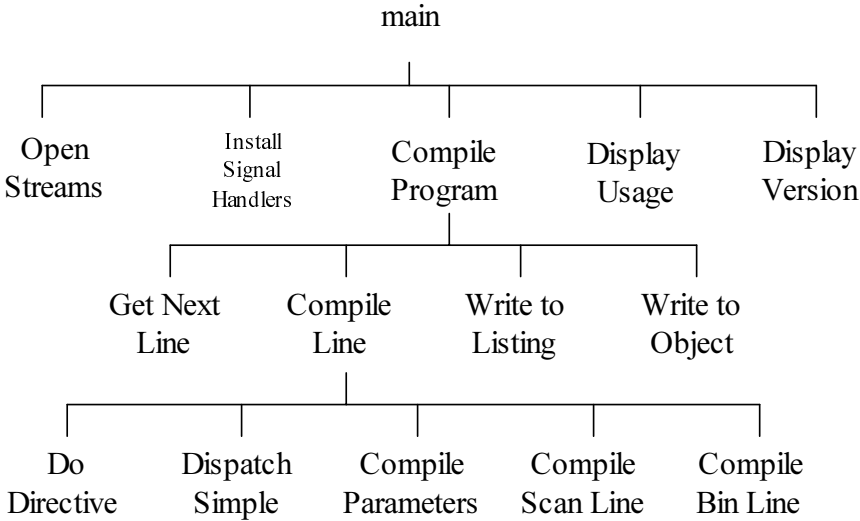 main
Open
Streams
Install
Signal
Handlers
Compile
Program
Display
Usage
Display
Version
Get Next
Line
Compile
Line
Write to
Listing
Write to
Object
Do
Directive
Dispatch
Simple
Compile
Parameters
Compile
Scan Line
Compile
Bin Line